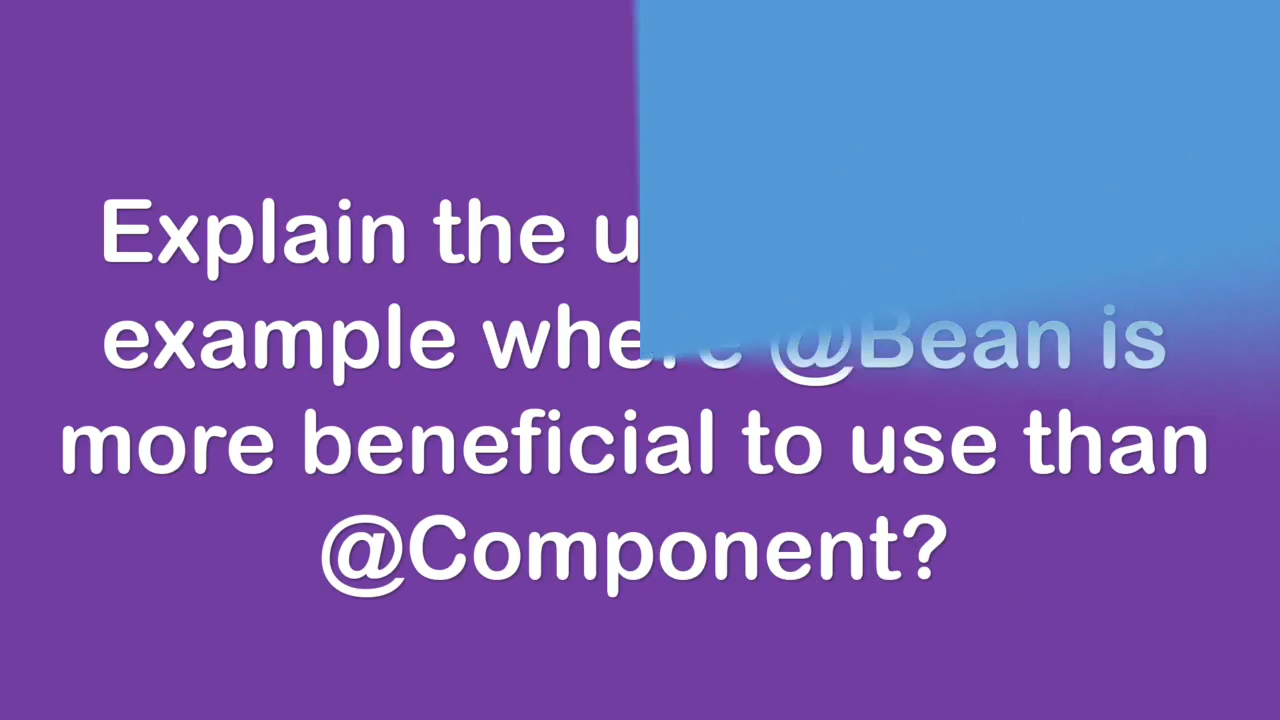 Explain the u
example where @Bean is
more beneficial to use than
@Component?